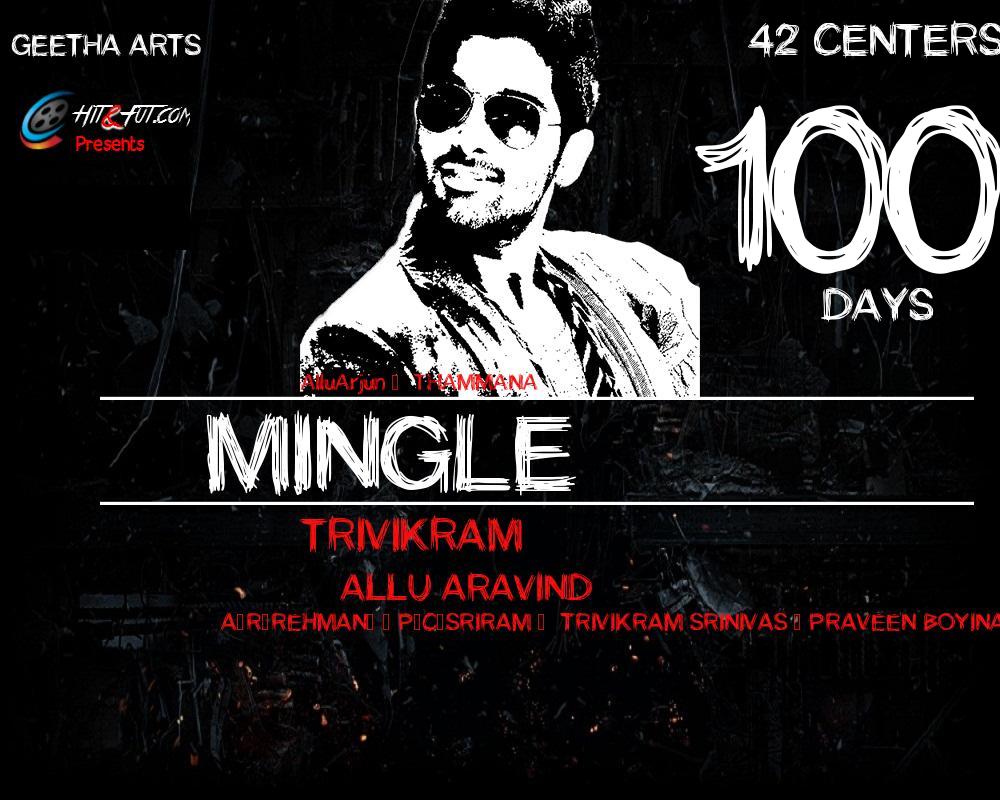 GEETHA ARTS
42 CENTERS
HIT&FUT.COM
Presents
100
DAYS
AlluArjun □ THAMMANA
MINGLE
TRIVIKRAM
ALLU ARAVIND
A□R□REHMAN□ □ P□C□SRIRAM □ TRIVIKRAM SRINIVAS □ PRAVEEN BOYINA